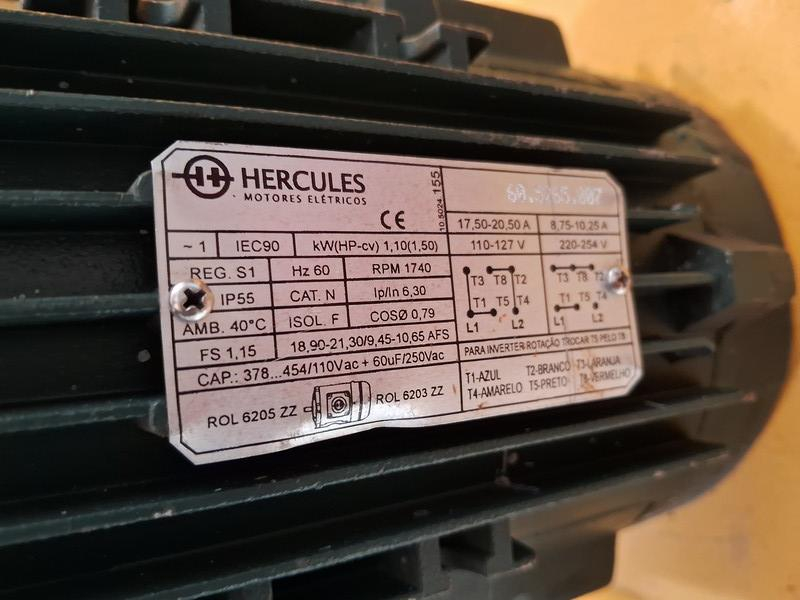 HERCULES
MOTORES ELÉTRICOS
CE
10.5024.155
~ 1 IEC90 kW(HP-cv) 1,10(1,50)
REG. S1 Hz 60 RPM 1740
IP55 CAT. N Ip/In 6,30
AMB. 40°C ISOL. F COSØ 0,79
FS 1,15 18,90-21,30/9,45-10,65 AFS
CAP.: 378...454/110Vac + 60uF/250Vac
ROL 6205 ZZ ROL 6203 ZZ
17,50-20,50 A 8,75-10,25 A
110-127 V 220-254 V
T3 T8 T2 T3 T8 T2
T1 T5 T4 T1 T5 T4
L1 L2 L1 L2
PARA INVERTER ROTAÇÃO TROCAR T5 PELO T8
T1-AZUL T2-BRANCO T3-LARANJA
T4-AMARELO T5-PRETO T8-VERMELHO